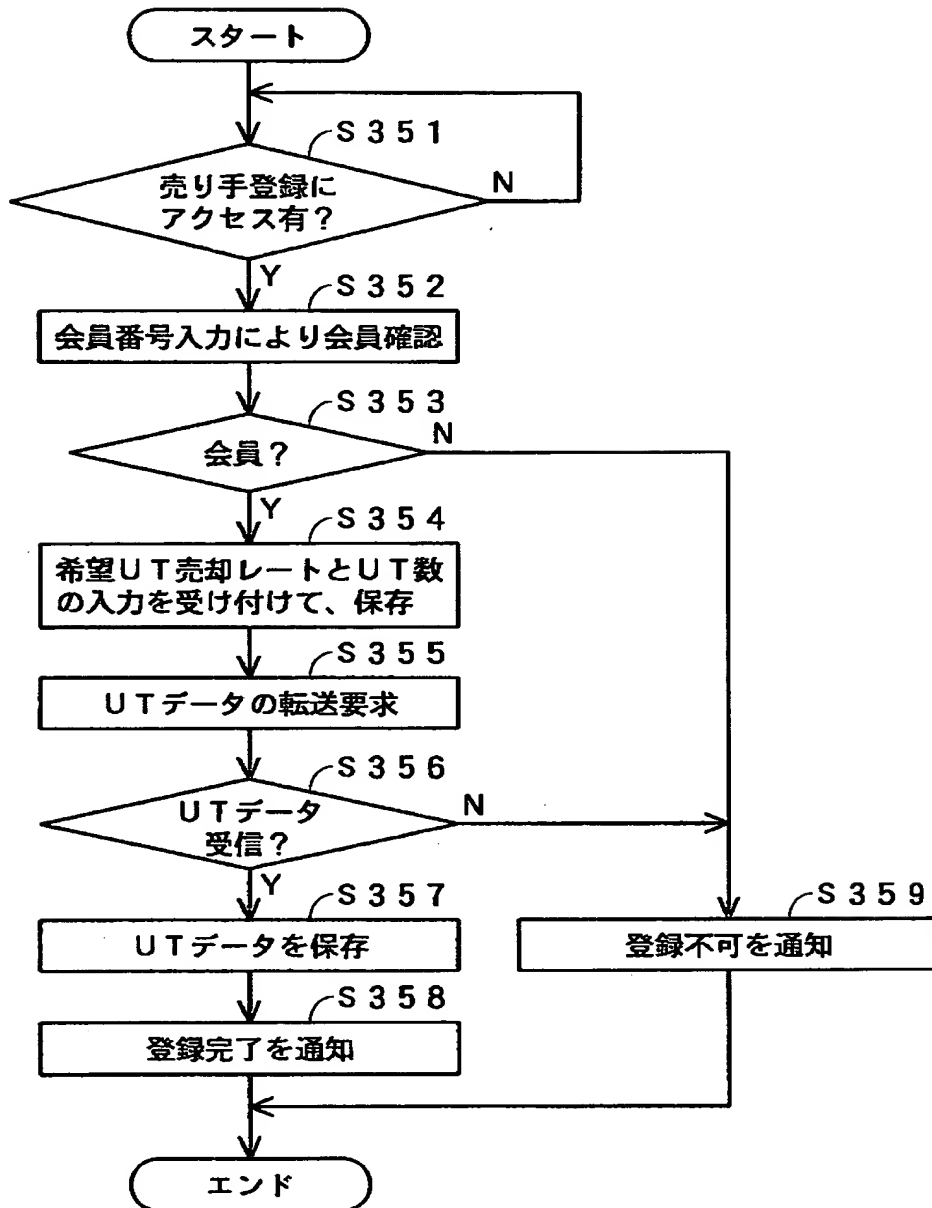 スタート
S351
売り手登録に
アクセス有?
N
Y
S352
会員番号入力により会員確認
S353
会員?
N
Y
S354
希望UT売却レートとUT数
の入力を受け付けて、保存
S355
UTデータの転送要求
S356
UTデータ
受信?
N
Y
S357
UTデータを保存
S359
登録不可を通知
S358
登録完了を通知
エンド